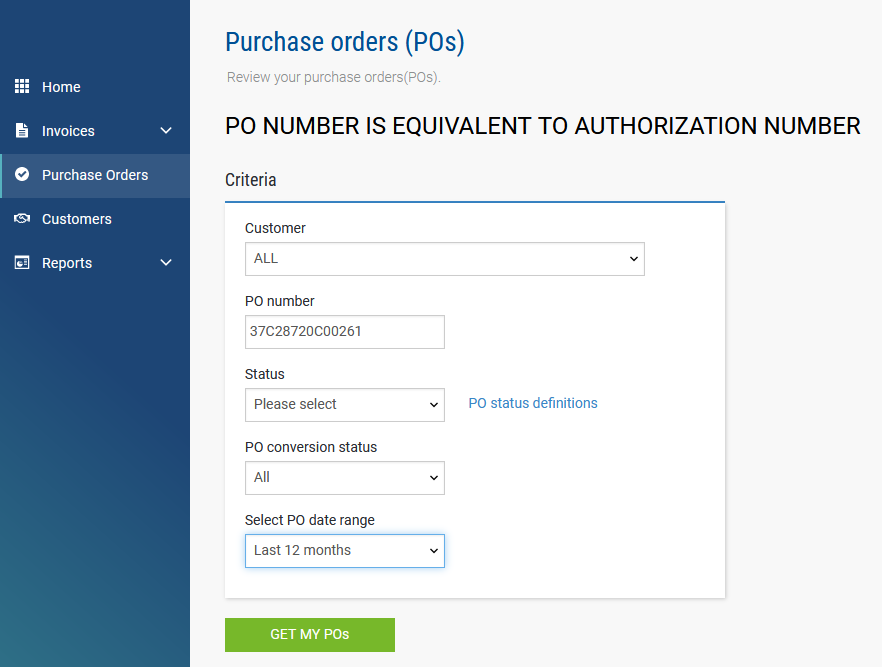 Home
Invoices
Purchase Orders
Customers
Reports
Purchase orders (POs)
Review your purchase orders(POs).
PO NUMBER IS EQUIVALENT TO AUTHORIZATION NUMBER
Criteria
Customer
ALL
PO number
37C28720C00261
Status
Please select
PO status definitions
PO conversion status
All
Select PO date range
Last 12 months
GET MY POs